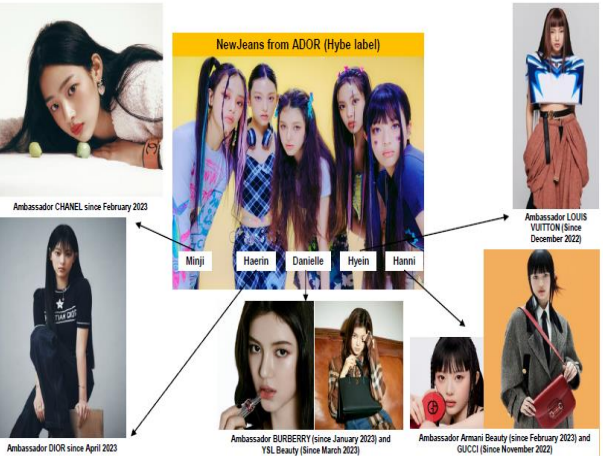 NewJeans from ADOR (Hybe label)
Ambassador CHANEL since February 2023
Ambassador LOUIS
VUITTON (Since
December 2022)
Minji
Haerin
Danielle
Hyein
Hanni
Ambassador DIOR since April 2023
Ambassador BURBERRY (since January 2023) and
YSL Beauty (Since March 2023)
Ambassador Armani Beauty (since February 2023) and
GUCCI (Since November 2022)